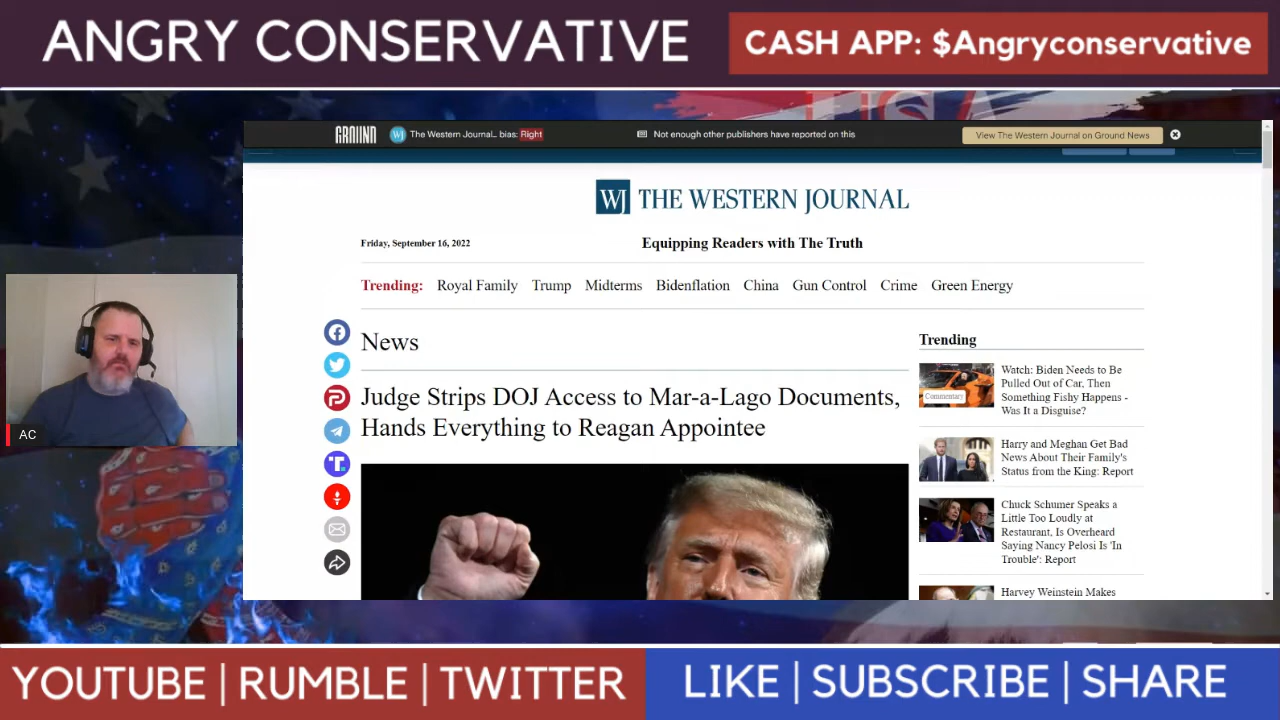 ANGRY CONSERVATIVE
CASH APP: $Angryconservative
USA
GROUND
WJ
The Western Journal... bias: Right
Not enough other publishers have reported on this
View The Western Journal on Ground News
WJ THE WESTERN JOURNAL
Friday, September 16, 2022
Equipping Readers with The Truth
Trending: Royal Family Trump Midterms Bidenflation China Gun Control Crime Green Energy
News
Judge Strips DOJ Access to Mar-a-Lago Documents,
Hands Everything to Reagan Appointee
Trending
Commentary
Watch: Biden Needs to Be
Pulled Out of Car, Then
Something Fishy Happens -
Was It a Disguise?
Harry and Meghan Get Bad
News About Their Family's
Status from the King: Report
Chuck Schumer Speaks a
Little Too Loudly at
Restaurant, Is Overheard
Saying Nancy Pelosi Is 'In
Trouble': Report
Harvey Weinstein Makes
AC
YOUTUBE | RUMBLE | TWITTER
LIKE | SUBSCRIBE | SHARE